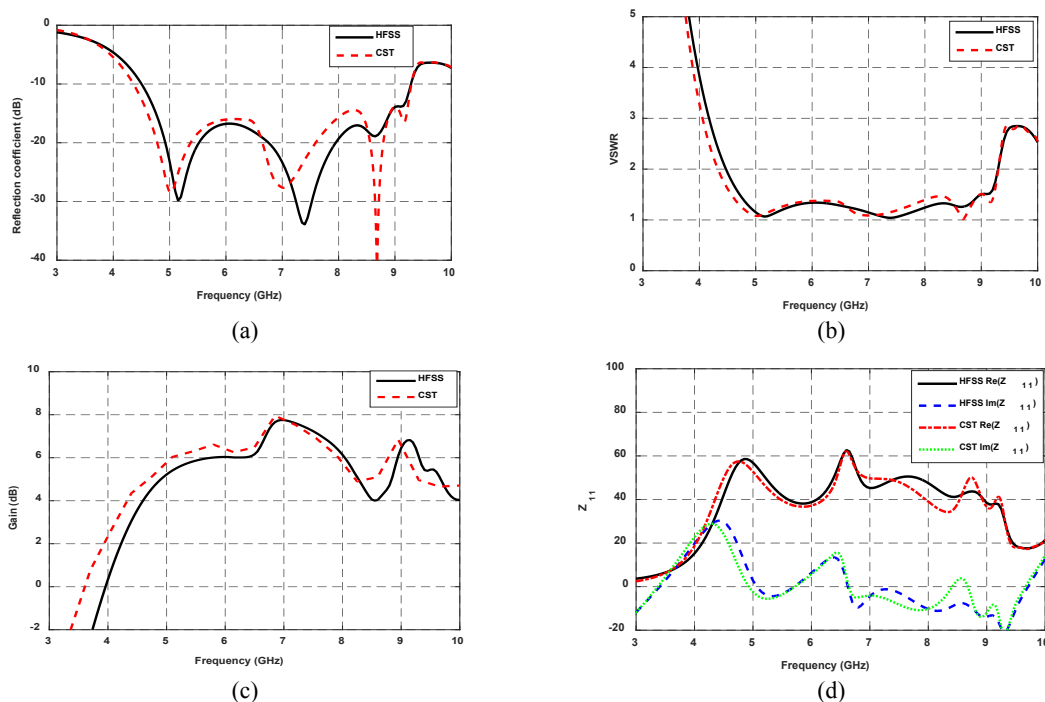 0
-10
-20
-30
-40
3 4 5 6 7 8 9 10
Reflection coefficient (dB)
Frequency (GHz)
HFSS
CST
(a)
5
4
3
2
1
0
3 4 5 6 7 8 9 10
VSWR
Frequency (GHz)
HFSS
CST
(b)
10
8
6
4
2
0
-2
3 4 5 6 7 8 9 10
Gain (dB)
Frequency (GHz)
HFSS
CST
(c)
100
80
60
40
20
0
-20
3 4 5 6 7 8 9 10
Z 11
Frequency (GHz)
HFSS Re(Z 11)
HFSS Im(Z 11)
CST Re(Z 11)
CST Im(Z 11)
(d)